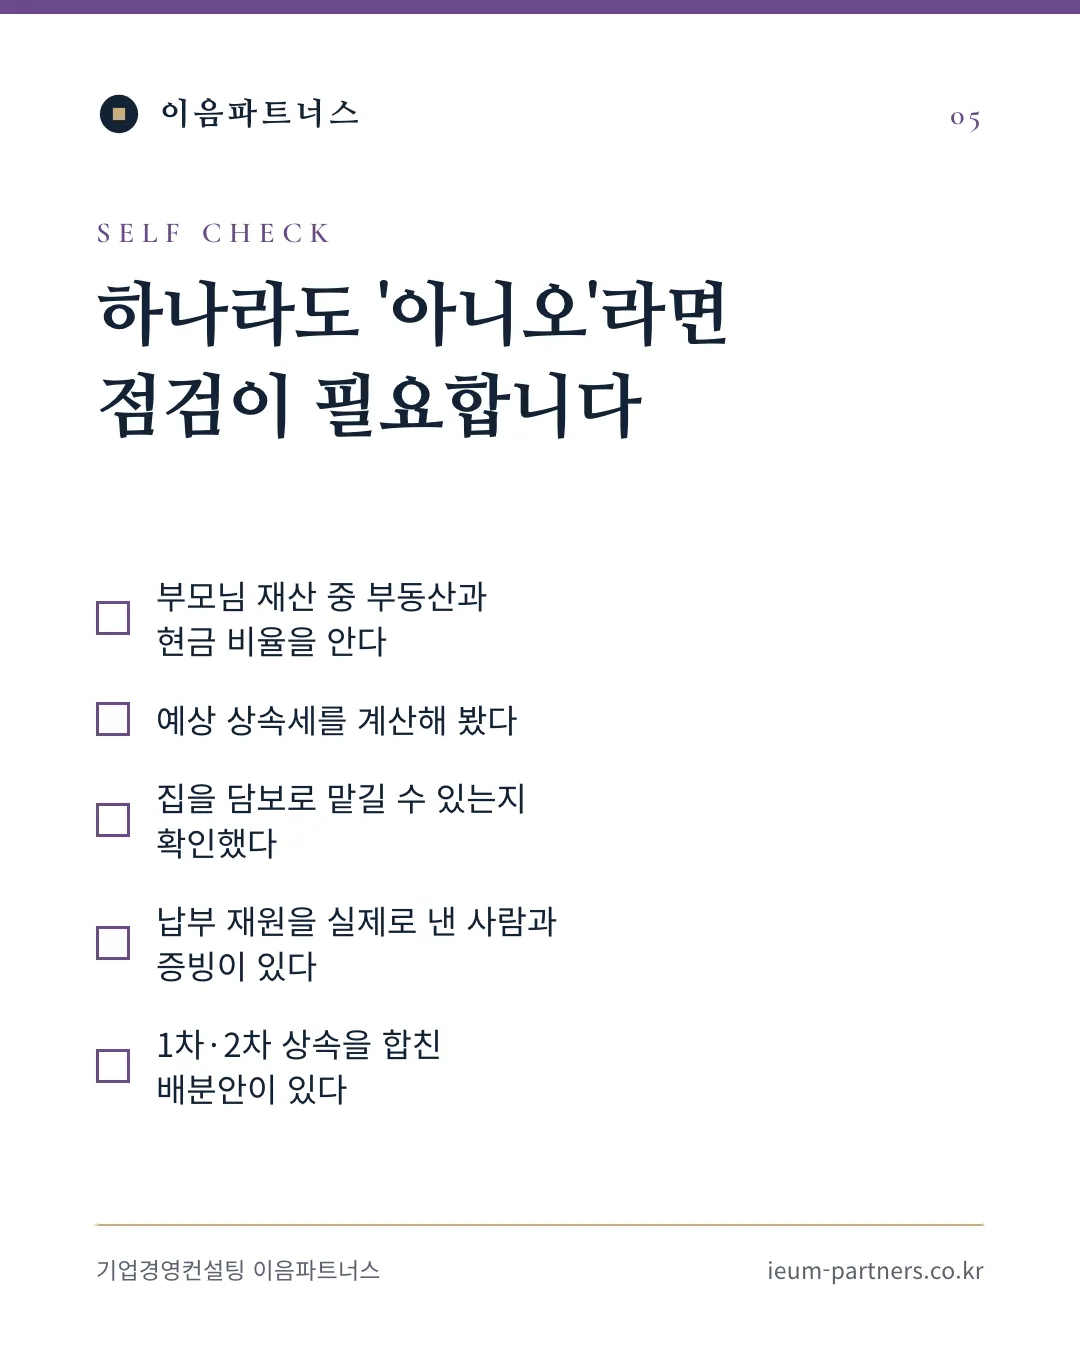 이음파트너스
05
SELF CHECK
하나라도 '아니오'라면
점검이 필요합니다
부모님 재산 중 부동산과
현금 비율을 안다
예상 상속세를 계산해 봤다
집을 담보로 맡길 수 있는지
확인했다
납부 재원을 실제로 낸 사람과
증빙이 있다
1차·2차 상속을 합친
배분안이 있다
기업경영컨설팅 이음파트너스
ieum-partners.co.kr